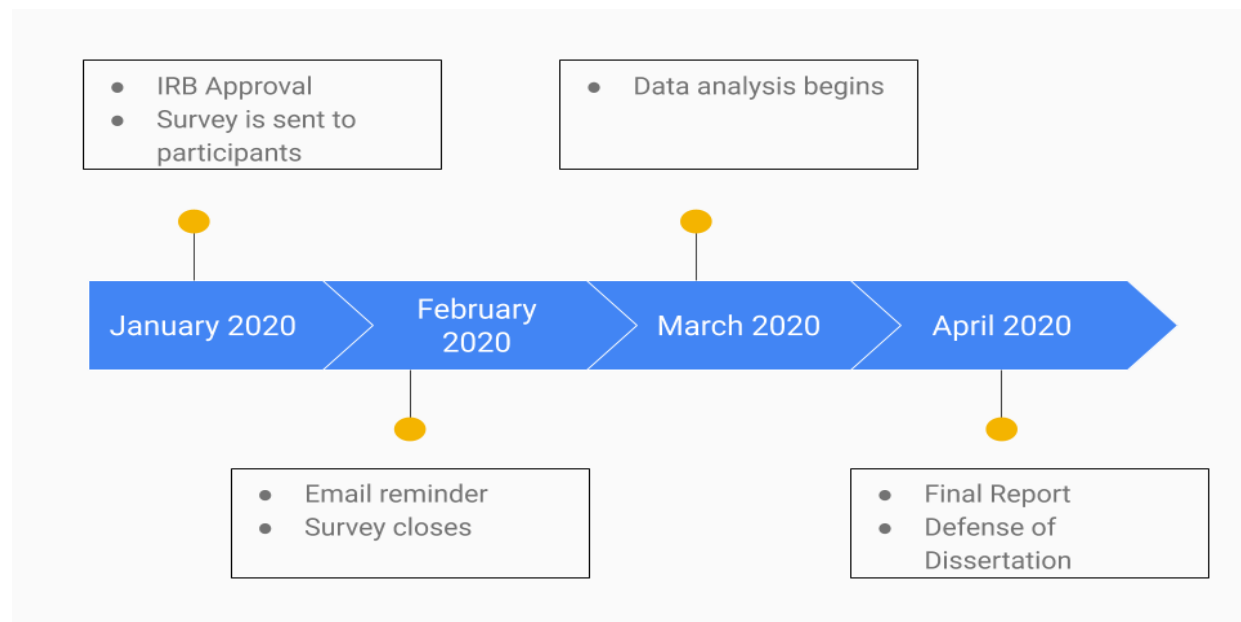 ● IRB Approval
● Survey is sent to
participants
● Data analysis begins
January 2020
February
2020
March 2020
April 2020
● Email reminder
● Survey closes
● Final Report
● Defense of
Dissertation